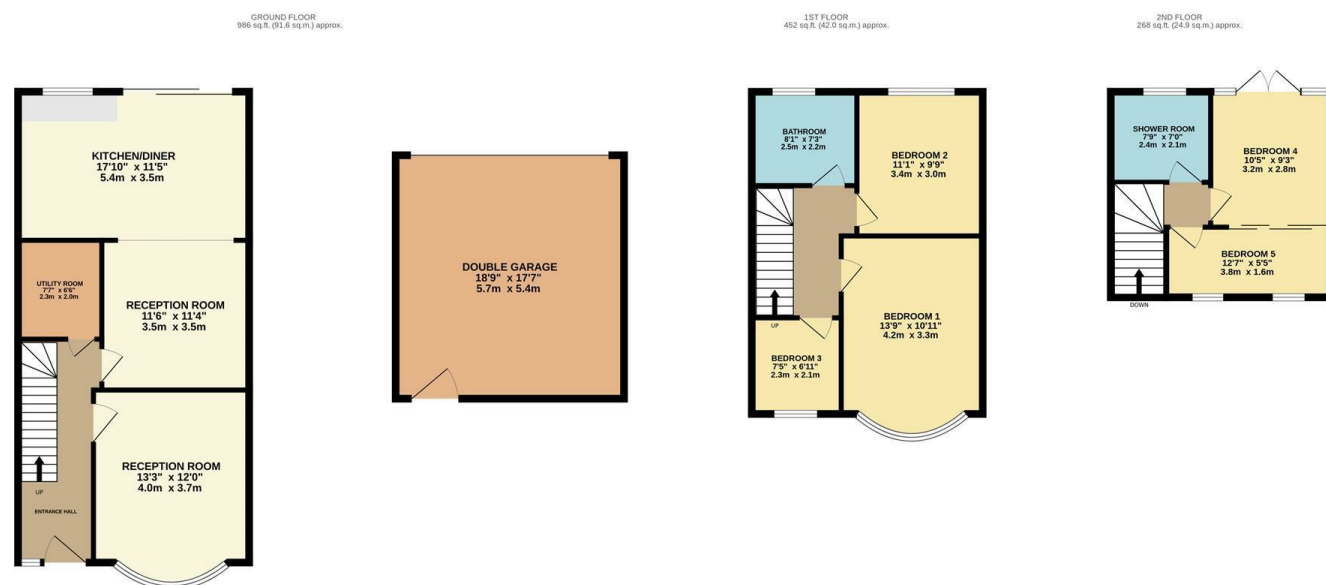 GROUND FLOOR
986 sq.ft. (91.6 sq.m.) approx.
KITCHEN/DINER
17'10" x 11'5"
5.4m x 3.5m
UTILITY ROOM
7'7" x 6'6"
2.3m x 2.0m
RECEPTION ROOM
11'6" x 11'4"
3.5m x 3.5m
RECEPTION ROOM
13'3" x 12'0"
4.0m x 3.7m
UP
ENTRANCE HALL
DOUBLE GARAGE
18'9" x 17'7"
5.7m x 5.4m
1ST FLOOR
452 sq.ft. (42.0 sq.m.) approx.
BATHROOM
8'1" x 7'3"
2.5m x 2.2m
BEDROOM 2
11'1" x 9'9"
3.4m x 3.0m
BEDROOM 1
13'9" x 10'11"
4.2m x 3.3m
UP
BEDROOM 3
7'5" x 6'11"
2.3m x 2.1m
2ND FLOOR
268 sq.ft. (24.9 sq.m.) approx.
SHOWER ROOM
7'9" x 7'0"
2.4m x 2.1m
BEDROOM 4
10'5" x 9'3"
3.2m x 2.8m
BEDROOM 5
12'7" x 5'5"
3.8m x 1.6m
DOWN